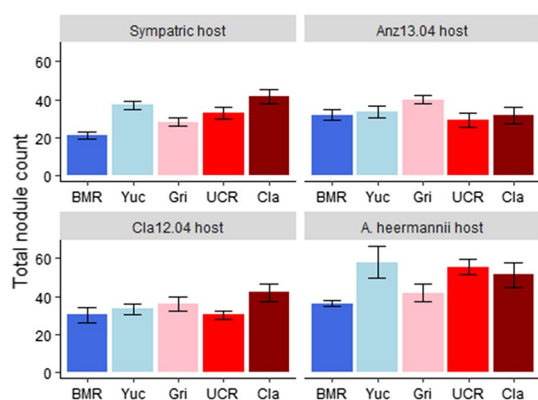 Sympatric host
Anz13.04 host
60
40
20
0
BMR Yuc Gri UCR Cla
BMR Yuc Gri UCR Cla
Total nodule count
Cla12.04 host
A. heermannii host
60
40
20
0
BMR Yuc Gri UCR Cla
BMR Yuc Gri UCR Cla